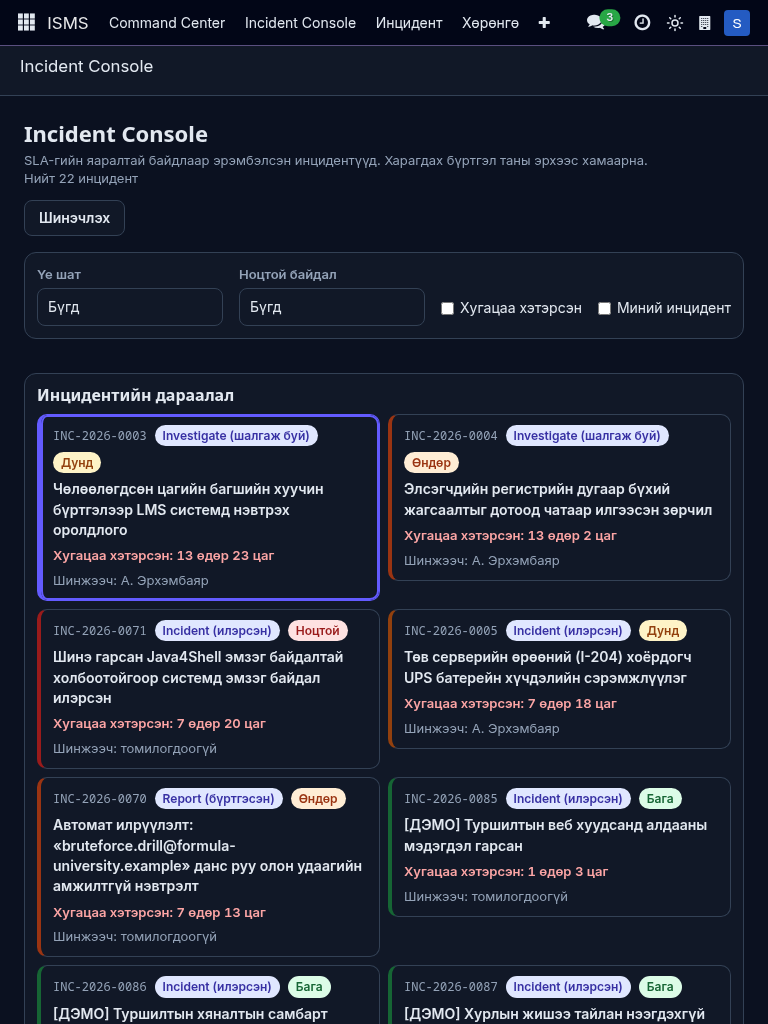 ISMS Command Center Incident Console Инцидент Хөрөнгө 3 S
Incident Console
Incident Console
SLA-гийн яаралтай байдлаар эрэмбэлсэн инцидентүүд. Харагдах бүртгэл таны эрхээс хамаарна.
Нийт 22 инцидент
Шинэчлэх
Үе шат
Бүгд
Ноцтой байдал
Бүгд
Хугацаа хэтэрсэн
Миний инцидент
Инцидентийн дараалал
INC-2026-0003 Investigate (шалгаж буй)
Дунд
Чөлөөлөгдсөн цагийн багшийн хуучин
бүртгэлээр LMS системд нэвтрэх
оролдлого
Хугацаа хэтэрсэн: 13 өдөр 23 цаг
Шинжээч: А. Эрхэмбаяр
INC-2026-0004 Investigate (шалгаж буй)
Өндөр
Элсэгчдийн регистрийн дугаар бүхий
жагсаалтыг дотоод чатаар илгээсэн зөрчил
Хугацаа хэтэрсэн: 13 өдөр 2 цаг
Шинжээч: А. Эрхэмбаяр
INC-2026-0071 Incident (илэрсэн) Ноцтой
Шинэ гарсан Java4Shell эмзэг байдалтай
холбоотойгоор системд эмзэг байдал
илэрсэн
Хугацаа хэтэрсэн: 7 өдөр 20 цаг
Шинжээч: томилогдоогүй
INC-2026-0005 Incident (илэрсэн) Дунд
Төв серверийн өрөөний (I-204) хоёрдогч
UPS батерейн хүчдэлийн сэрэмжлүүлэг
Хугацаа хэтэрсэн: 7 өдөр 18 цаг
Шинжээч: А. Эрхэмбаяр
INC-2026-0070 Report (бүртгэсэн) Өндөр
Автомат илрүүлэлт:
«bruteforce.drill@formula-
university.example» данс руу олон удаагийн
амжилтгүй нэвтрэлт
Хугацаа хэтэрсэн: 7 өдөр 13 цаг
Шинжээч: томилогдоогүй
INC-2026-0085 Incident (илэрсэн) Бага
[ДЭМО] Туршилтын веб хуудсанд алдааны
мэдэгдэл гарсан
Хугацаа хэтэрсэн: 1 өдөр 3 цаг
Шинжээч: томилогдоогүй
INC-2026-0086 Incident (илэрсэн) Бага
[ДЭМО] Туршилтын хяналтын самбарт
INC-2026-0087 Incident (илэрсэн) Бага
[ДЭМО] Хурлын жишээ тайлан нээгдэхгүй